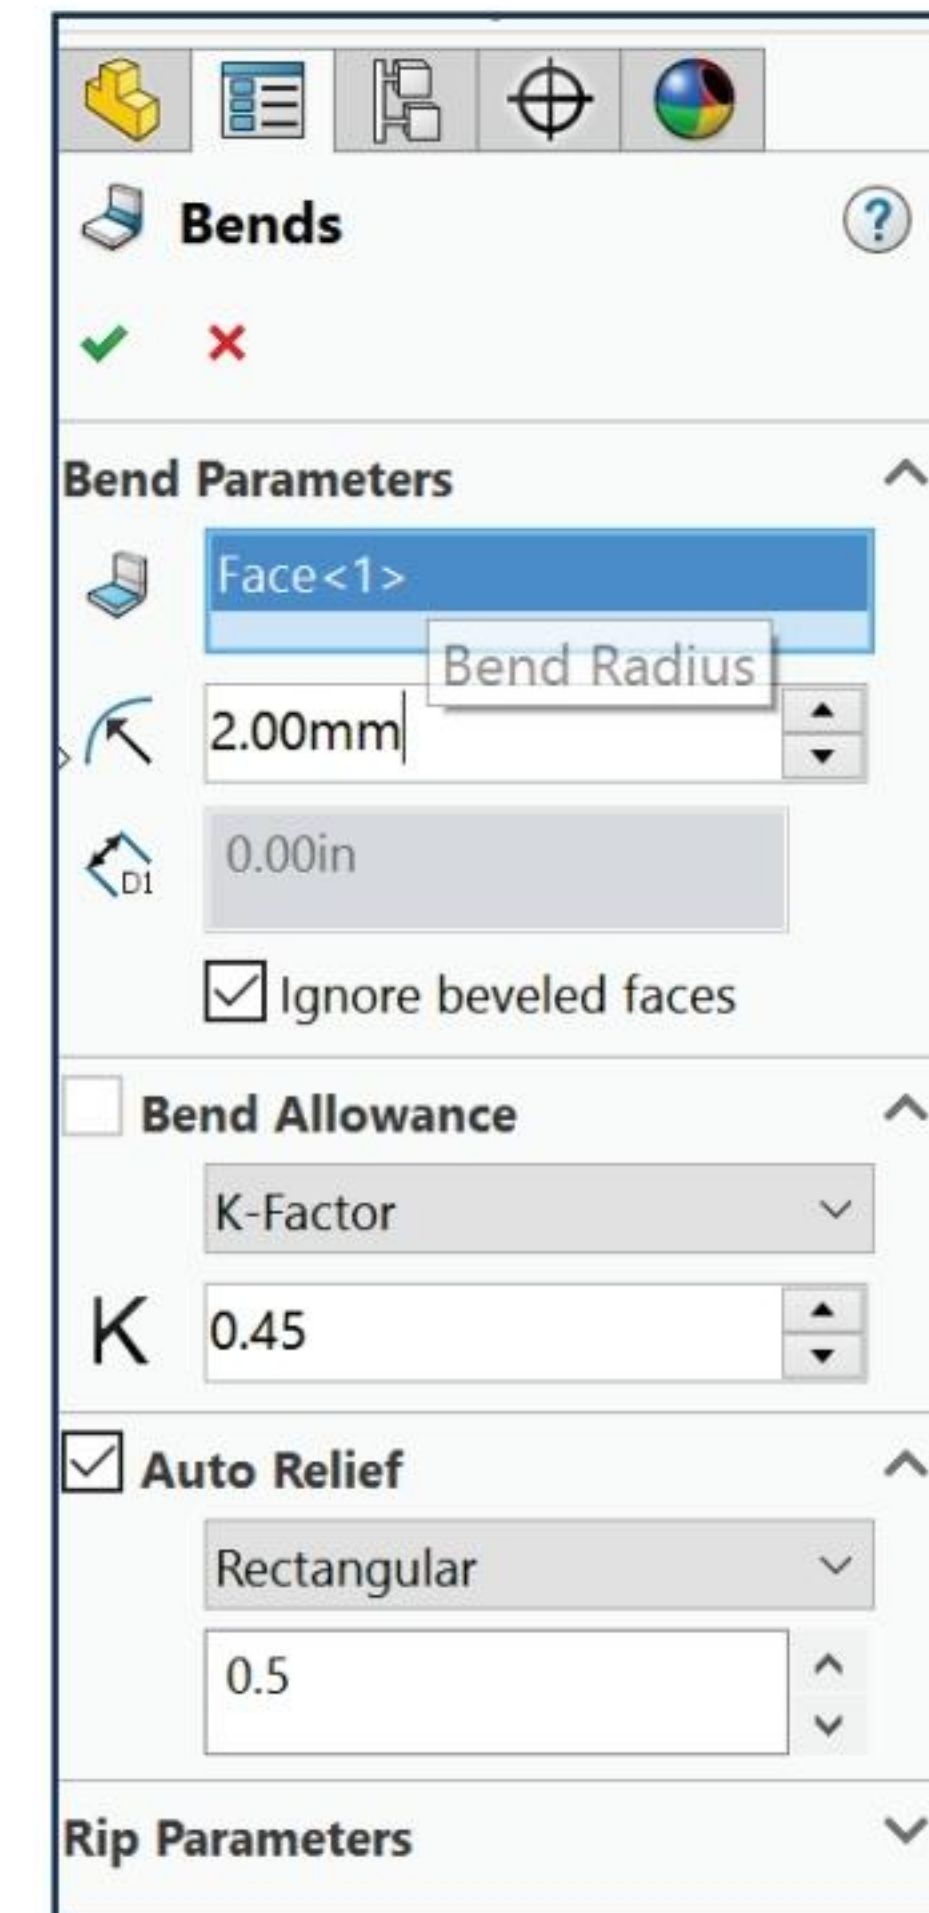 Bends
?
Bend Parameters
Face<1>
Bend Radius
2.00mm
D1
0.00in
Ignore beveled faces
Bend Allowance
K-Factor
K
0.45
Auto Relief
Rectangular
0.5
Rip Parameters